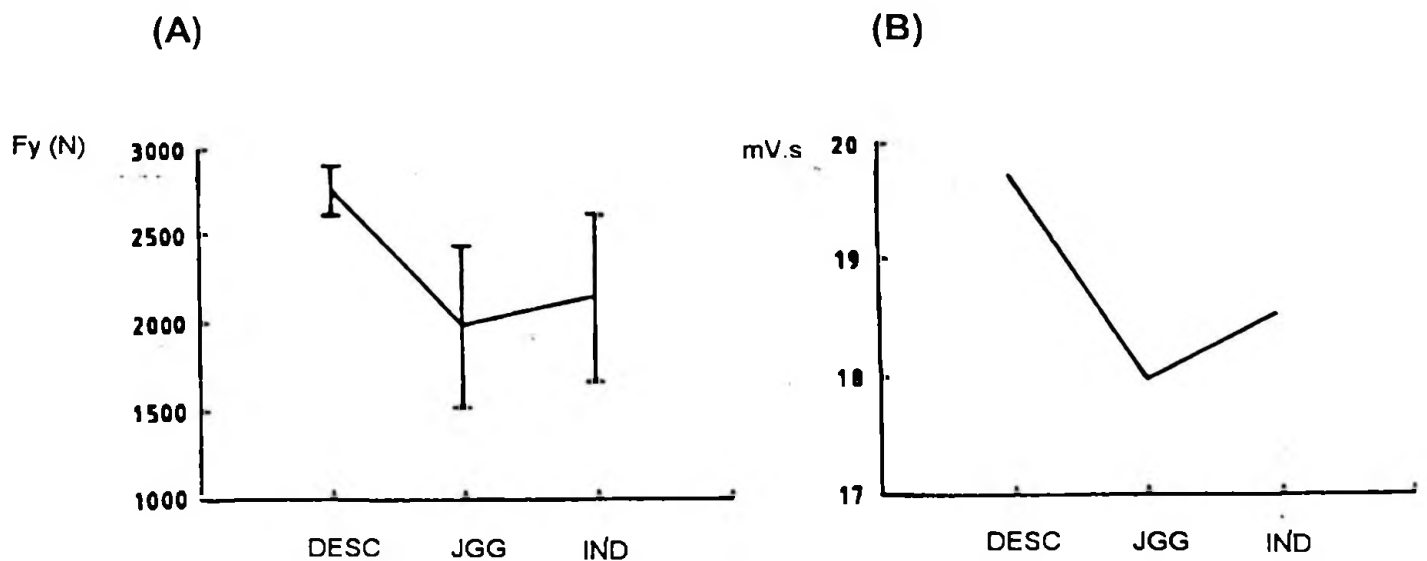 (A)
Fy (N)
3000
2500
2000
1500
1000
DESC JGG IND
(B)
mV.s
20
19
18
17
DESC JGG IND